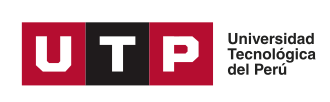 UTP
Universidad
Tecnológica
del Perú